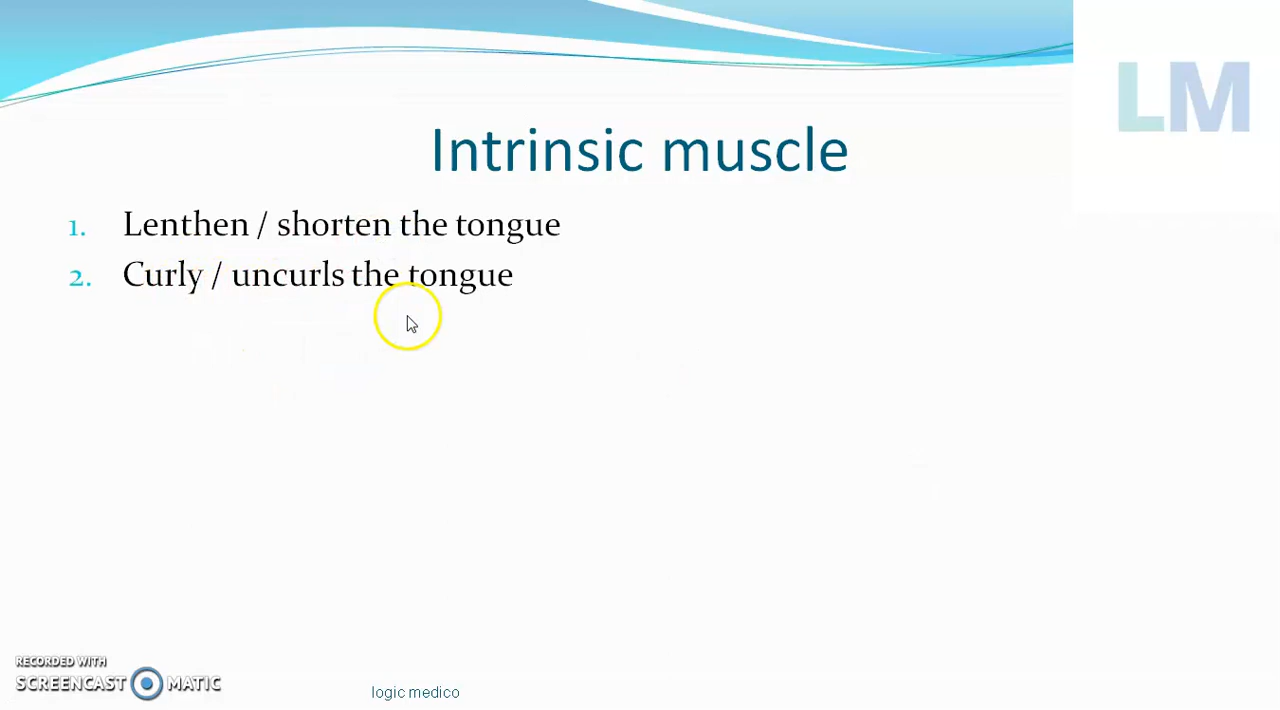 LM
Intrinsic muscle
1. Lenthen / shorten the tongue
2. Curly / uncurls the tongue
RECORDED WITH
SCREENCAST MATIC
logic medico